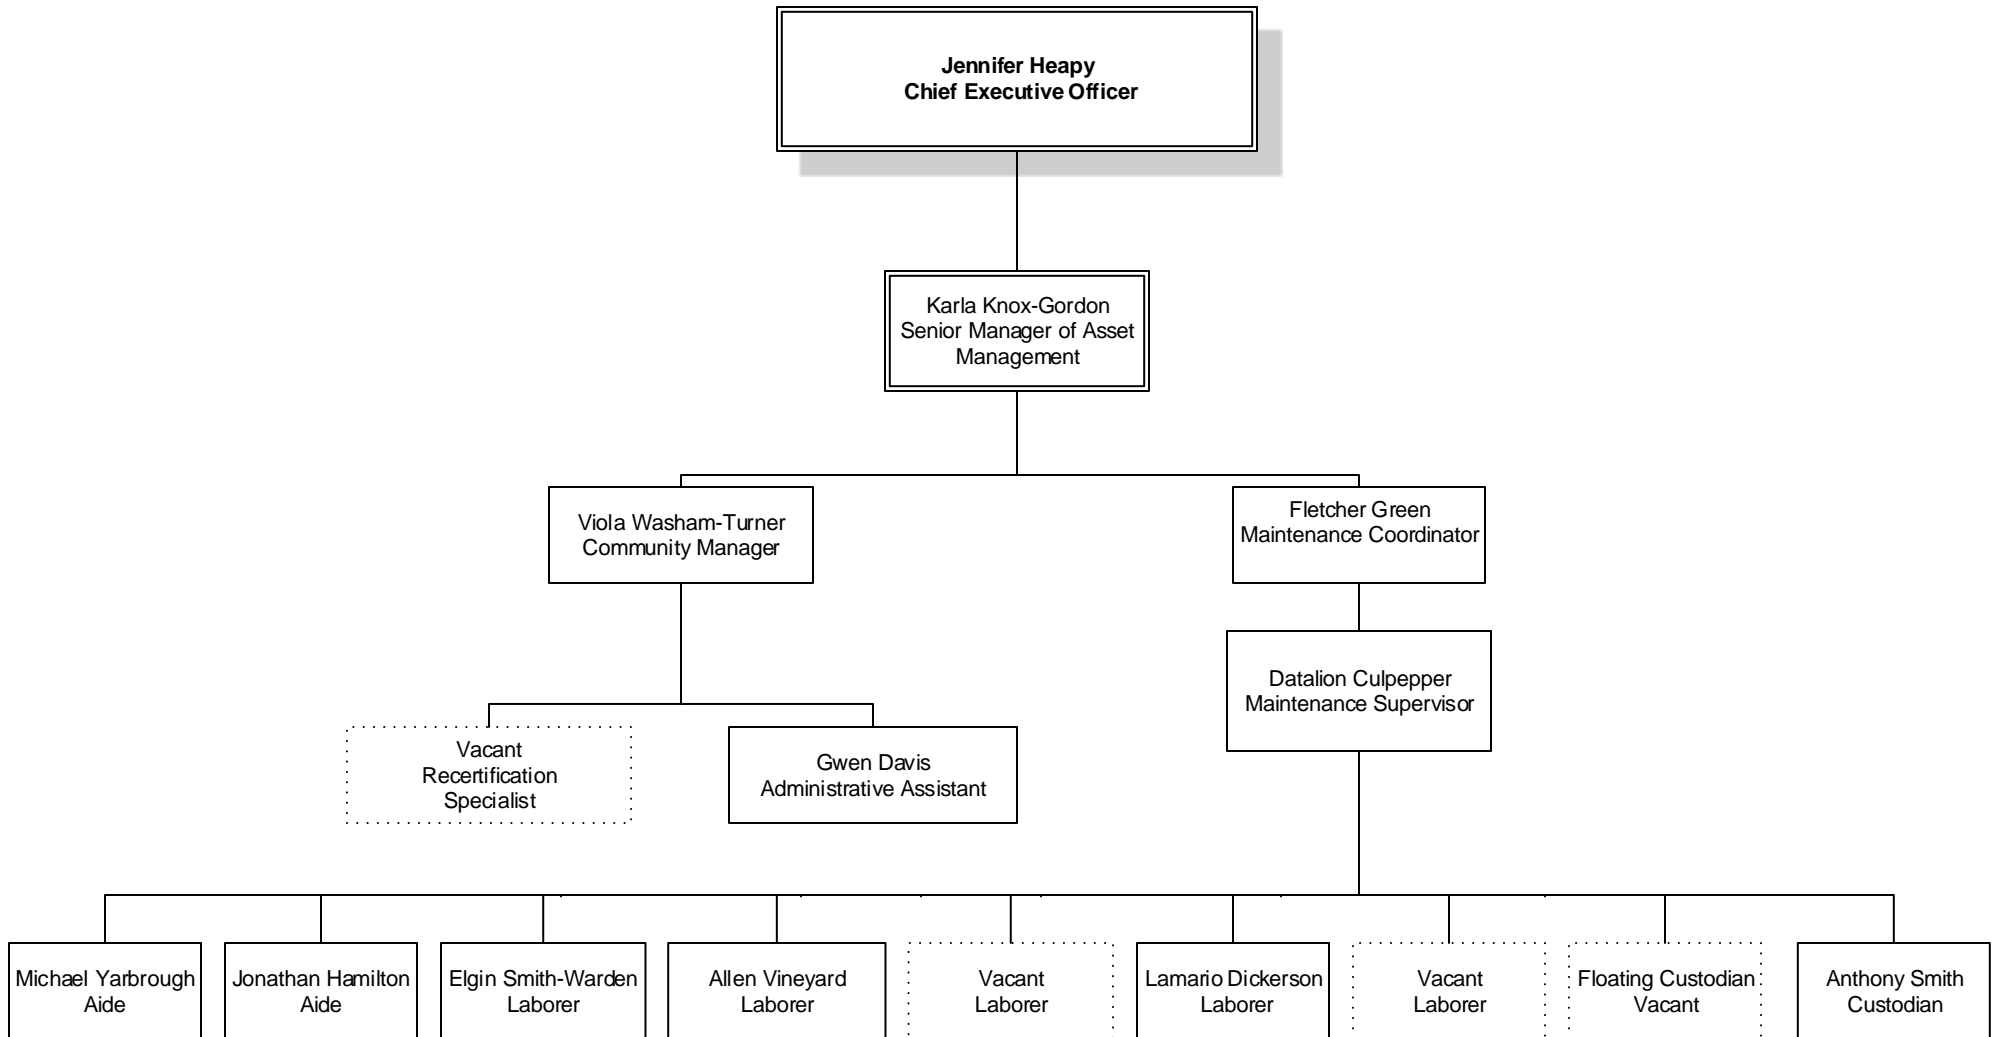 Jennifer Heapy
Chief Executive Officer
Karla Knox-Gordon
Senior Manager of Asset
Management
Viola Washam-Turner
Community Manager
Fletcher Green
Maintenance Coordinator
Datalion Culpepper
Maintenance Supervisor
Vacant
Recertification
Specialist
Gwen Davis
Administrative Assistant
Michael Yarbrough
Aide
Jonathan Hamilton
Aide
Elgin Smith-Warden
Laborer
Allen Vineyard
Laborer
Vacant
Laborer
Lamario Dickerson
Laborer
Vacant
Laborer
Floating Custodian
Vacant
Anthony Smith
Custodian